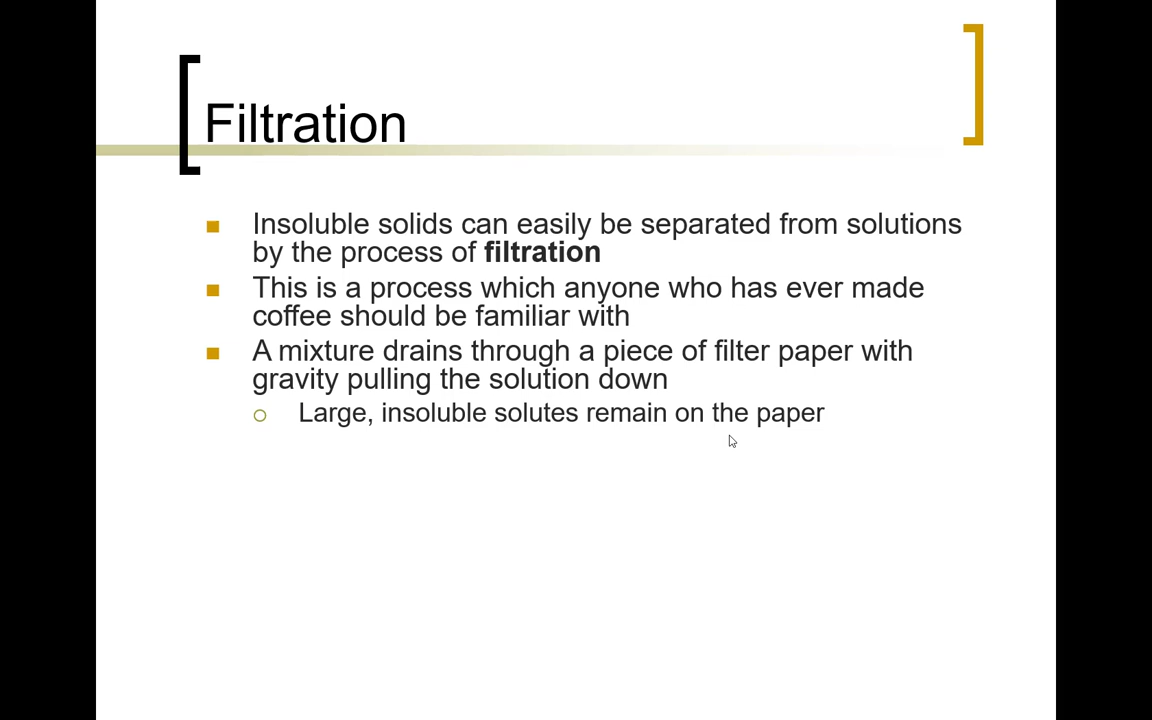 Filtration
Insoluble solids can easily be separated from solutions
by the process of filtration
This is a process which anyone who has ever made
coffee should be familiar with
A mixture drains through a piece of filter paper with
gravity pulling the solution down
Large, insoluble solutes remain on the paper